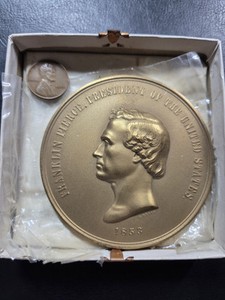 FRANKLIN PIERCE, PRESIDENT OF THE UNITED STATES
1853